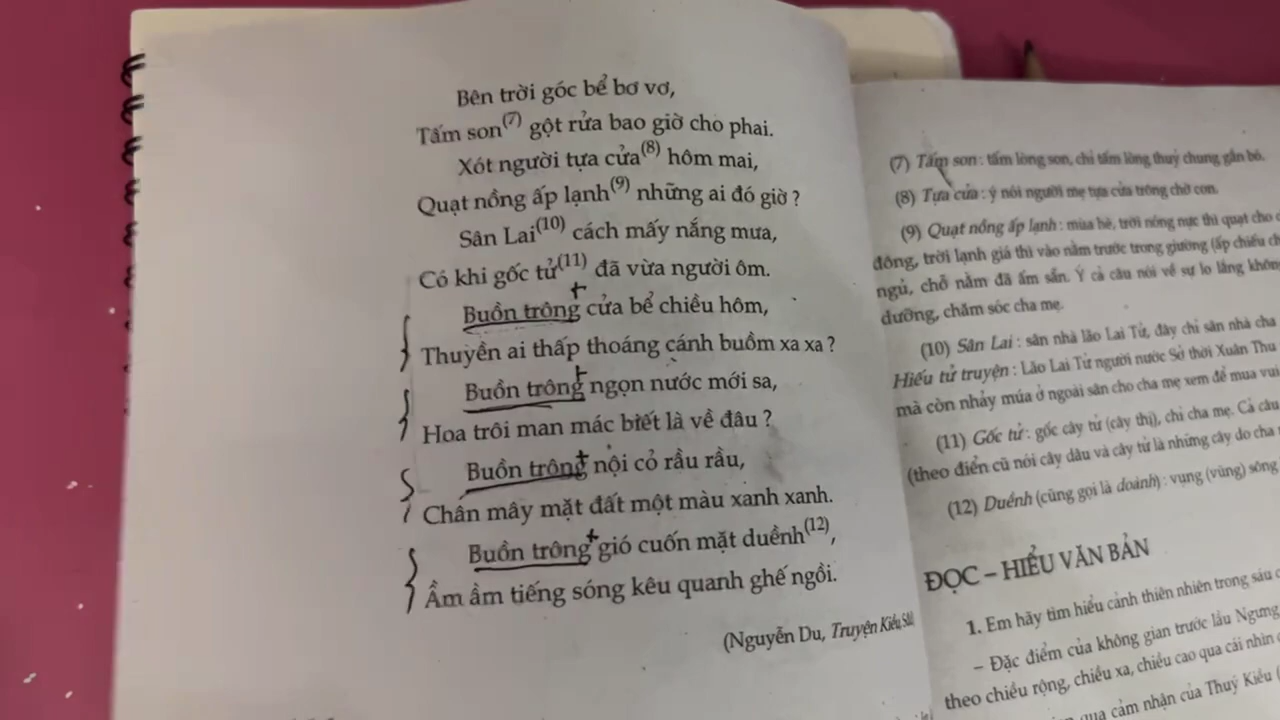 Bên trời góc bể bơ vơ,
Tấm son(7) gột rửa bao giờ cho phai.
Xót người tựa cửa(8) hôm mai,
Quạt nồng ấp lạnh(9) những ai đó giờ ?
Sân Lai(10) cách mấy nắng mưa,
Có khi gốc tử(11) đã vừa người ôm.
Buồn trông cửa bể chiều hôm,
Thuyền ai thấp thoáng cánh buồm xa xa ?
Buồn trông ngọn nước mới sa,
Hoa trôi man mác biết là về đâu ?
Buồn trông nội cỏ rầu rầu,
Chân mây mặt đất một màu xanh xanh.
Buồn trông gió cuốn mặt duềnh(12),
Ầm ầm tiếng sóng kêu quanh ghế ngồi.
(Nguyễn Du, Truyện Kiều,
(7) Tấm son : tấm lòng son, chỉ tấm lòng thuỷ chung gắn bó.
(8) Tựa cửa : ý nói người mẹ tựa cửa trông chờ con.
(9) Quạt nồng ấp lạnh : mùa hè, trời nóng nực thì quạt cho
đông, trời lạnh giá thì vào nằm trước trong giường (ấp chiếu
ngủ, chỗ nằm đã ấm sẵn. Ý cả câu nói về sự lo lắng
dưỡng, chăm sóc cha mẹ.
(10) Sân Lai : sân nhà lão Lai Tử, đây chỉ sân nhà cha
Hiếu tử truyện : Lão Lai Tử người nước Sở thời Xuân Thu
mà còn nhảy múa ở ngoài sân cho cha mẹ xem để mua vui
(11) Gốc tử : gốc cây tử (cây thị), chỉ cha mẹ. Cả câu
(theo điển cũ nói cây dâu và cây tử là những cây do cha
(12) Duềnh (cũng gọi là doành) : vụng (vũng) sông
ĐỌC – HIỂU VĂN BẢN
1. Em hãy tìm hiểu cảnh thiên nhiên trong sáu
– Đặc điểm của không gian trước lầu Ngưng
theo chiều rộng, chiều xa, chiều cao qua cái nhìn
qua cảm nhận của Thuý Kiều